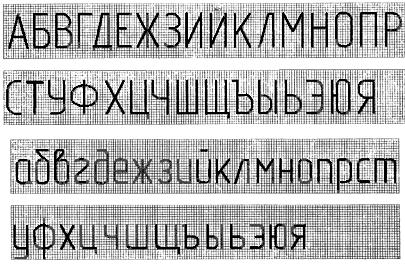 АБВГДЕЖЗИЙКЛМНОПР
СТУФХЦЧШЩЪЫЬЭЮЯ
абвгдежзийклмнопрст
уфхцчшщъыьэюя